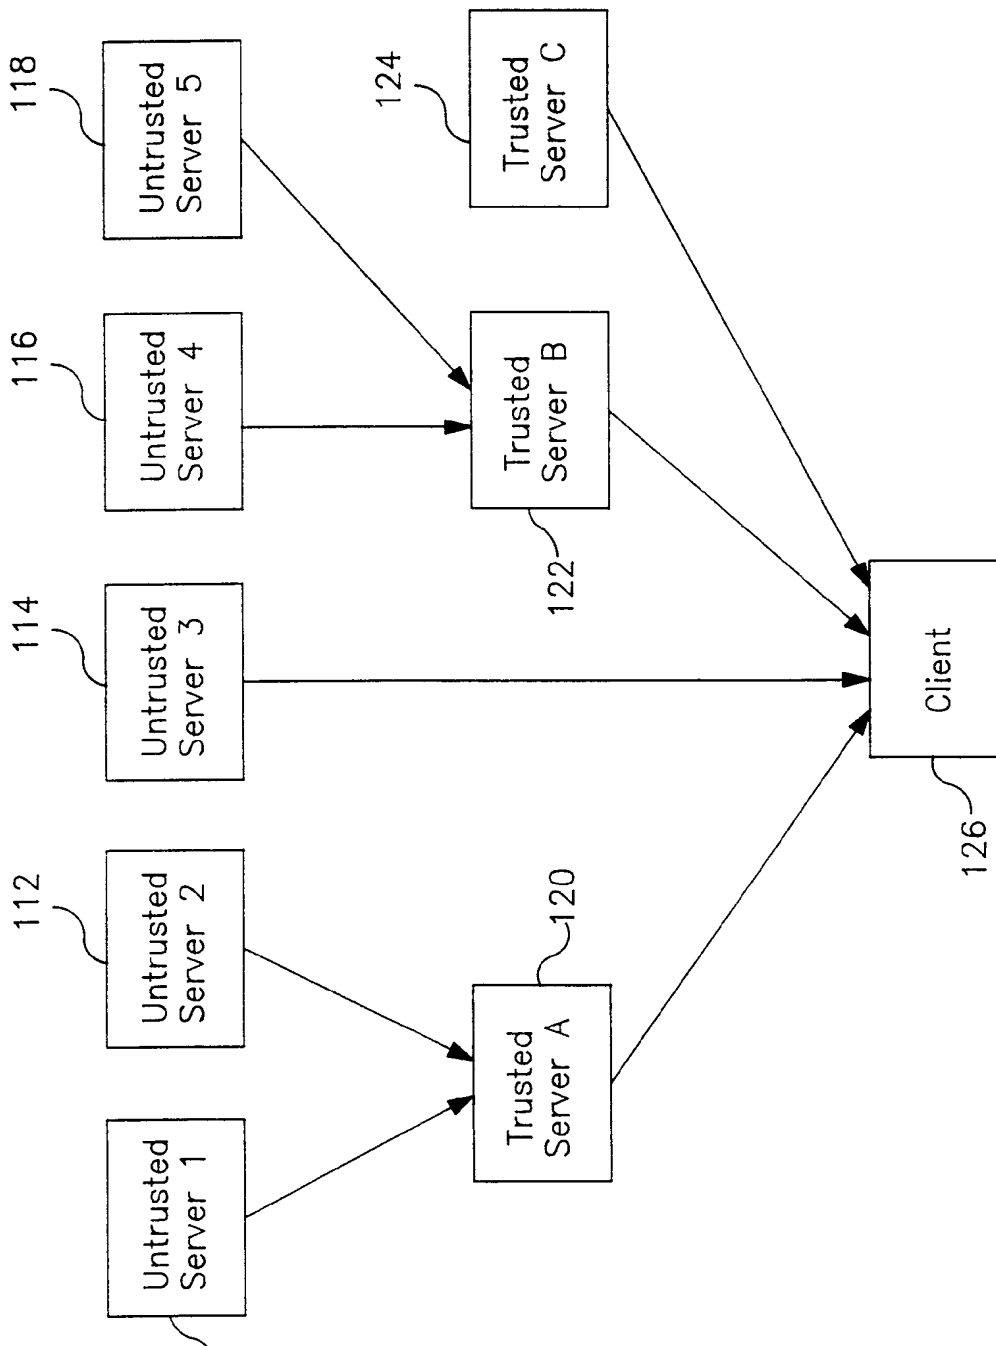 112
114
116
118
Untrusted
Server 1
Untrusted
Server 2
Untrusted
Server 3
Untrusted
Server 4
Untrusted
Server 5
120
122
124
Trusted
Server A
Trusted
Server B
Trusted
Server C
Client
126